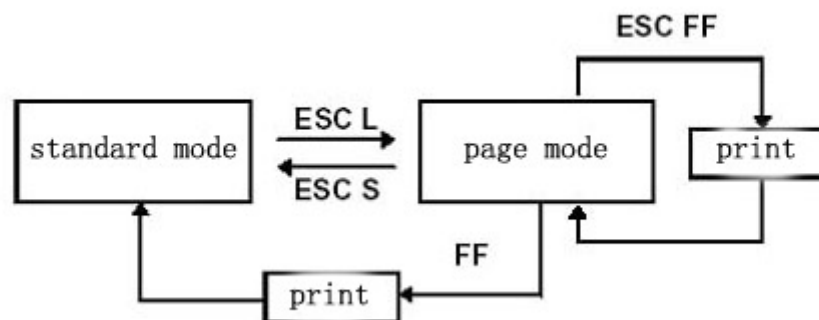 ESC FF
standard mode
ESC L
page mode
print
ESC S
FF
print